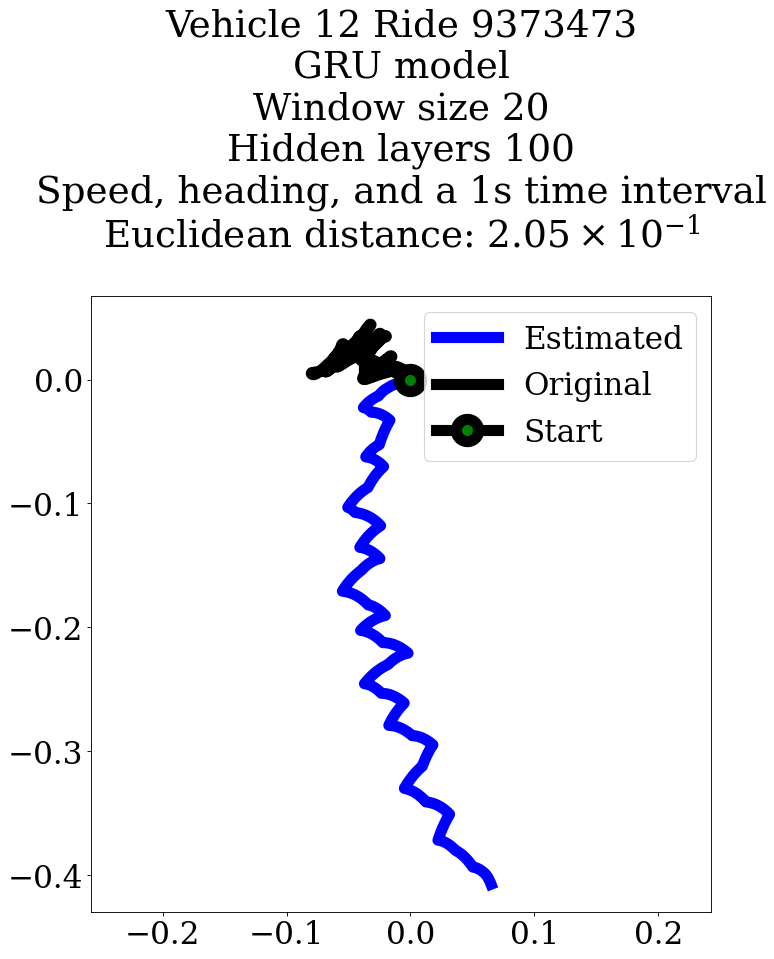 Vehicle 12 Ride 9373473
GRU model
Window size 20
Hidden layers 100
Speed, heading, and a 1s time interval
Euclidean distance: 2.05 × 10⁻¹
Estimated
Original
Start
0.0
−0.1
−0.2
−0.3
−0.4
−0.2 −0.1 0.0 0.1 0.2